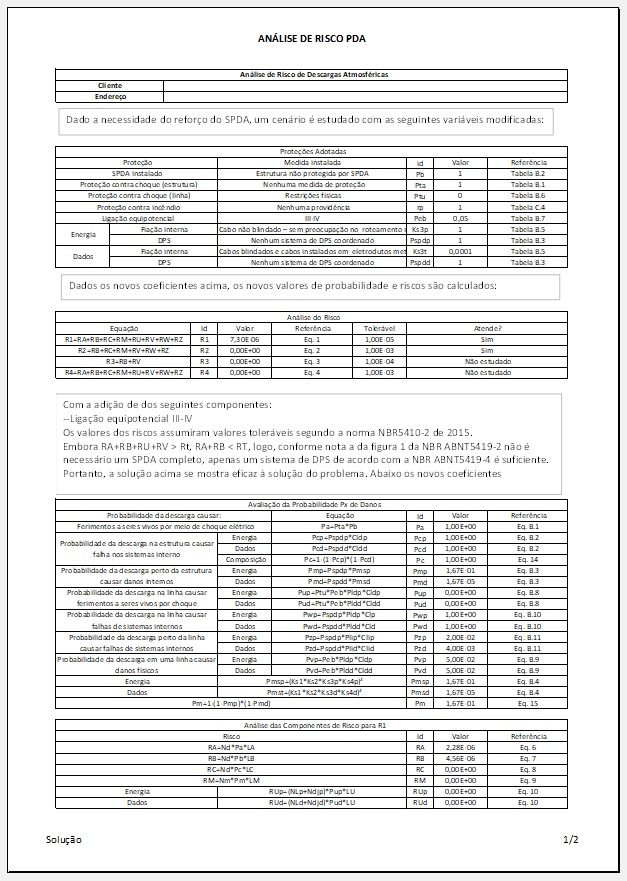 ANÁLISE DE RISCO PDA
Análise de Risco de Descargas Atmosféricas
Cliente
Endereço
Dado a necessidade do reforço do SPDA, um cenário é estudado com as seguintes variáveis modificadas:
Proteções Adotadas
Proteção Medida instalada Id Valor Referência
SPDA instalado Estrutura não protegida por SPDA Pb 1 Tabela B.2
Proteção contra choque (estrutura) Nenhuma medida de proteção Pta 1 Tabela B.1
Proteção contra choque (linha) Restrições físicas Ptu 0 Tabela B.6
Proteção contra incêndio Nenhuma providência rp 1 Tabela C.4
Ligação equipotencial III-IV Peb 0,05 Tabela B.7
Energia Fiação interna Cabo não blindado – sem preocupação no roteamento n Ks3p 1 Tabela B.5
DPS Nenhum sistema de DPS coordenado Pspdp 1 Tabela B.3
Dados Fiação interna Cabos blindados e cabos instalados em eletrodutos met Ks3t 0,0001 Tabela B.5
DPS Nenhum sistema de DPS coordenado Pspdd 1 Tabela B.3
Dados os novos coeficientes acima, os novos valores de probabilidade e riscos são calculados:
Análise do Risco
Equação Id Valor Referência Tolerável Atende?
R1=RA+RB+RC+RM+RU+RV+RW+RZ R1 7,30E-06 Eq. 1 1,00E-05 Sim
R2=RB+RC+RM+RV+RW+RZ R2 0,00E+00 Eq. 2 1,00E-03 Sim
R3=RB+RV R3 0,00E+00 Eq. 3 1,00E-04 Não estudado
R4=RA+RB+RC+RM+RU+RV+RW+RZ R4 0,00E+00 Eq. 4 1,00E-03 Não estudado
Com a adição de dos seguintes componentes:
--Ligação equipotencial III-IV
Os valores dos riscos assumiram valores toleráveis segundo a norma NBR5410-2 de 2015.
Embora RA+RB+RU+RV > Rt, RA+RB < RT, logo, conforme nota a da figura 1 da NBR ABNT5419-2 não é
necessário um SPDA completo, apenas um sistema de DPS de acordo com a NBR ABNT5419-4 é suficiente.
Portanto, a solução acima se mostra eficaz à solução do problema. Abaixo os novos coeficientes
Avaliação da Probabilidade Px de Danos
Probabilidade da descarga causar: Equação Id Valor Referência
Ferimentos a seres vivos por meio de choque elétrico Pa=Pta*Pb Pa 1,00E+00 Eq. B.1
Probabilidade da descarga na estrutura causar falha nos sistemas interno Energia Pcp=Pspdp*Cldp Pcp 1,00E+00 Eq. B.2
Dados Pcd=Pspdd*Cldd Pcd 1,00E+00 Eq. B.2
Composição Pc=1-(1-Pcp)*(1-Pcd) Pc 1,00E+00 Eq. 14
Probabilidade da descarga perto da estrutura causar danos internos Energia Pmp=Pspdp*Pmsp Pmp 1,67E-01 Eq. B.3
Dados Pmd=Pspdd*Pmsd Pmd 1,67E-05 Eq. B.3
Probabilidade da descarga na linha causar ferimentos a seres vivos por choque Energia Pup=Ptu*Peb*Pldp*Cldp Pup 0,00E+00 Eq. B.8
Dados Pud=Ptu*Peb*Pldd*Cldd Pud 0,00E+00 Eq. B.8
Probabilidade da descarga na linha causar falhas de sistemas internos Energia Pwp=Pspdp*Pldp*Clp Pwp 1,00E+00 Eq. B.10
Dados Pwd=Pspdd*Pldd*Cld Pwd 1,00E+00 Eq. B.10
Probabilidade da descarga perto da linha causar falhas de sistemas internos Energia Pzp=Pspdp*Plip*Clip Pzp 2,00E-02 Eq. B.11
Dados Pzd=Pspdd*Plid*Clid Pzd 4,00E-03 Eq. B.11
Probabilidade da descarga em uma linha causar danos físicos Energia Pvp=Peb*Pldp*Cldp Pvp 5,00E-02 Eq. B.9
Dados Pvd=Peb*Pldd*Cldd Pvd 5,00E-02 Eq. B.9
Energia Pmsp=(Ks1*Ks2*Ks3p*Ks4p)² Pmsp 1,67E-01 Eq. B.4
Dados Pmst=(Ks1*Ks2*Ks3d*Ks4d)² Pmsd 1,67E-05 Eq. B.4
Pm=1-(1-Pmp)*(1-Pmd) Pm 1,67E-01 Eq. 15
Análise das Componentes de Risco para R1
Risco Id Valor Referência
RA=Nd*Pa*LA RA 2,28E-06 Eq. 6
RB=Nd*Pb*LB RB 4,56E-06 Eq. 7
RC=Nd*Pc*LC RC 0,00E+00 Eq. 8
RM=Nm*Pm*LM RM 0,00E+00 Eq. 9
Energia RUp=(NLp+Ndjp)*Pup*LU RUp 0,00E+00 Eq. 10
Dados RUd=(NLd+Ndjd)*Pud*LU RUd 0,00E+00 Eq. 10
Solução 1/2